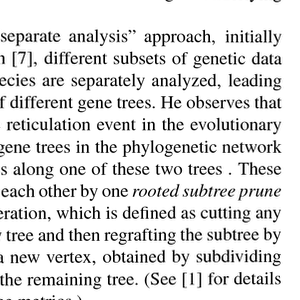 separate analysis” approach, initially
[7], different subsets of genetic data
are separately analyzed, leading
different gene trees. He observes that
reticulation event in the evolutionary
gene trees in the phylogenetic network
along one of these two trees . These
each other by one rooted subtree prune
which is defined as cutting any
tree and then regrafting the subtree by
a new vertex, obtained by subdividing
the remaining tree. (See [1] for details